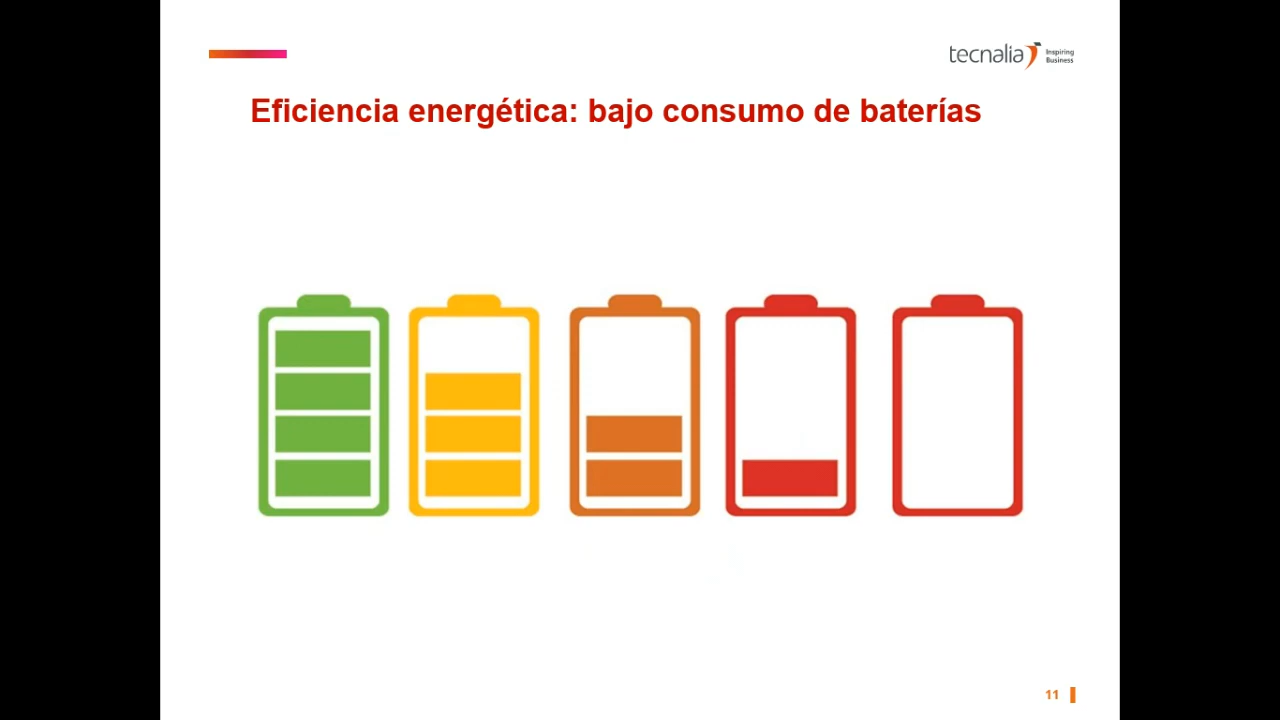 tecnalia
Inspiring
Business
Eficiencia energética: bajo consumo de baterías
11